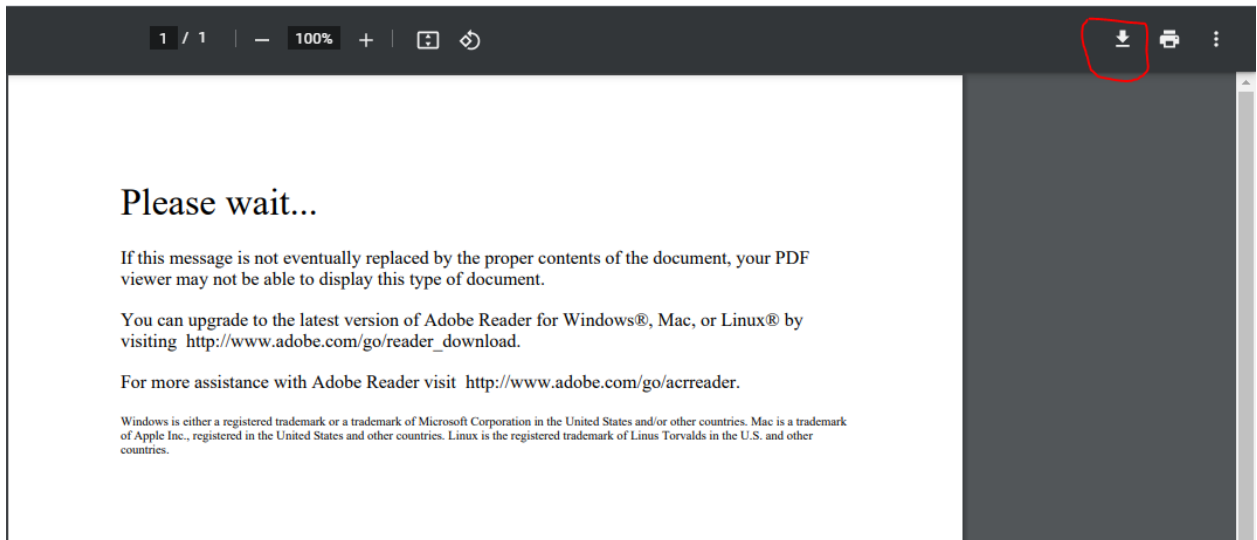 1 / 1 | — 100% + |
Please wait...
If this message is not eventually replaced by the proper contents of the document, your PDF
viewer may not be able to display this type of document.
You can upgrade to the latest version of Adobe Reader for Windows®, Mac, or Linux® by
visiting  http://www.adobe.com/go/reader_download.
For more assistance with Adobe Reader visit  http://www.adobe.com/go/acrreader.
Windows is either a registered trademark or a trademark of Microsoft Corporation in the United States and/or other countries. Mac is a trademark
of Apple Inc., registered in the United States and other countries. Linux is the registered trademark of Linus Torvalds in the U.S. and other
countries.